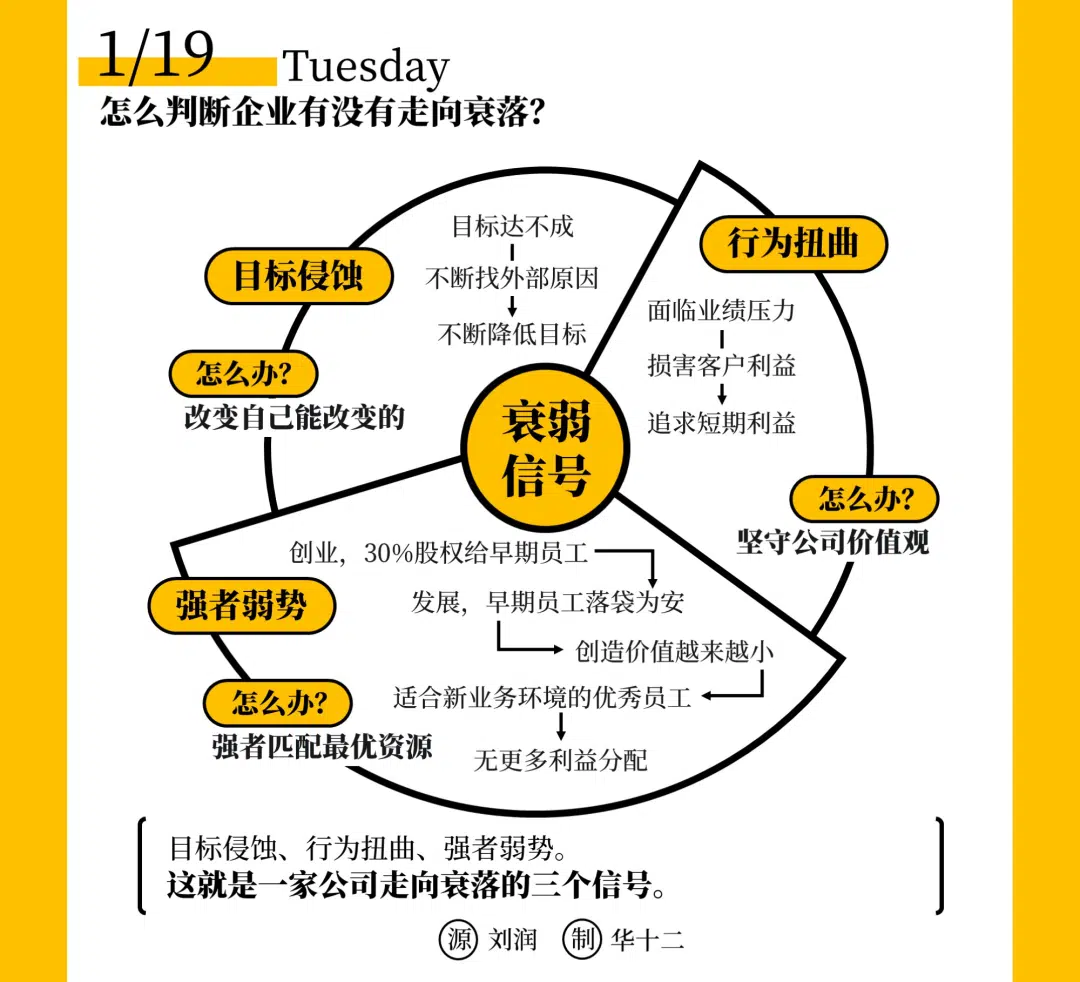 1/19
Tuesday
怎么判断企业有没有走向衰落?
目标侵蚀
目标达不成
不断找外部原因
不断降低目标
怎么办?
改变自己能改变的
行为扭曲
面临业绩压力
损害客户利益
追求短期利益
怎么办?
坚守公司价值观
衰弱
信号
强者弱势
创业，30%股权给早期员工
发展，早期员工落袋为安
创造价值越来越小
适合新业务环境的优秀员工
无更多利益分配
怎么办?
强者匹配最优资源
目标侵蚀、行为扭曲、强者弱势。
这就是一家公司走向衰落的三个信号。
源 刘润 制 华十二